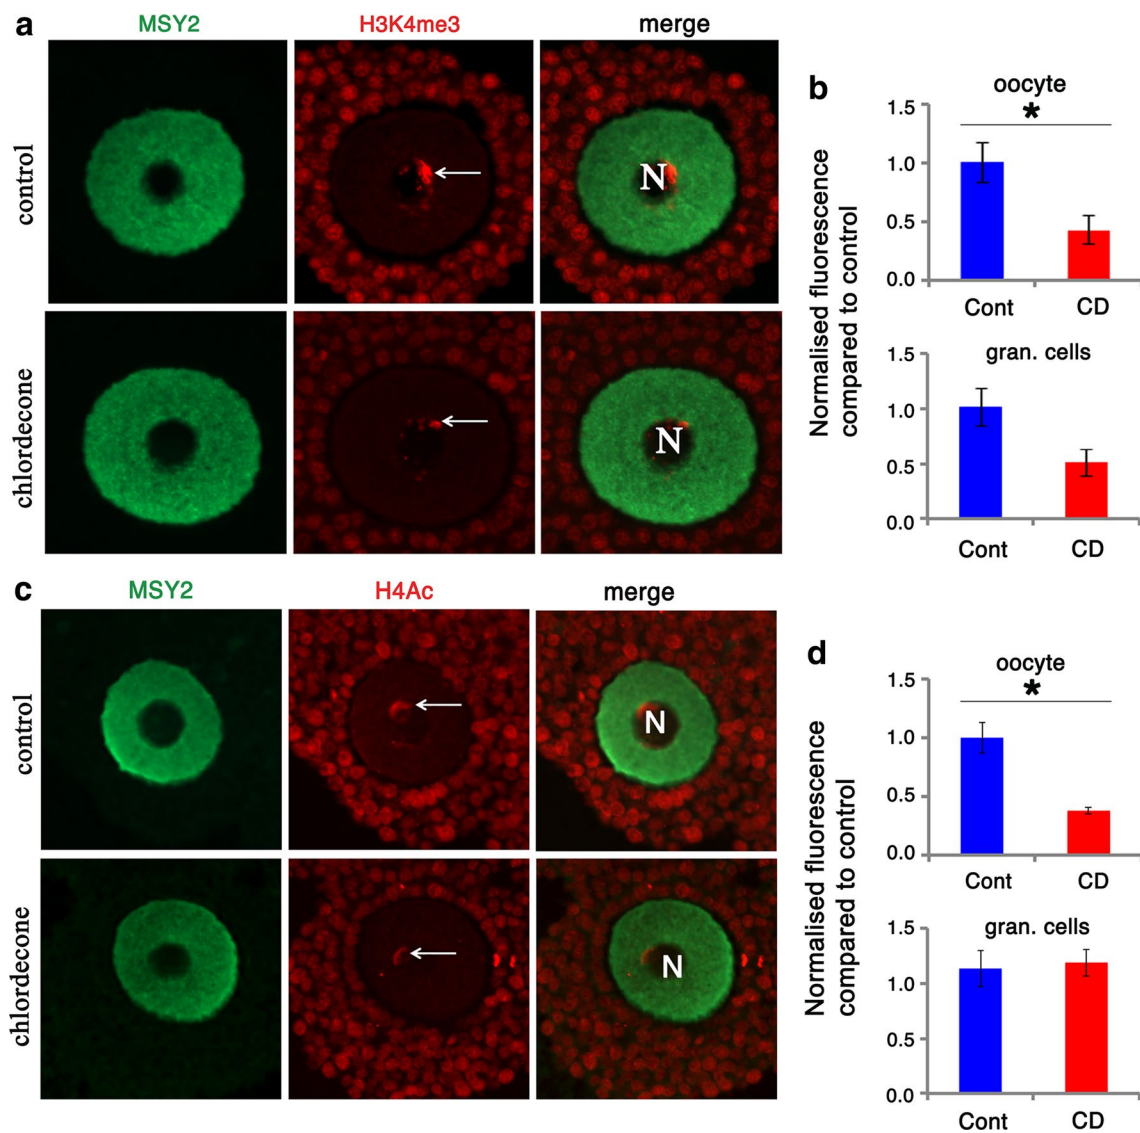 a
MSY2 H3K4me3 merge
control
N
chlordecone
N
b
Normalised fluorescence
compared to control
oocyte
*
1.5
1.0
0.5
0.0
Cont CD
gran. cells
1.5
1.0
0.5
0.0
Cont CD
c
MSY2 H4Ac merge
control
N
chlordecone
N
d
Normalised fluorescence
compared to control
oocyte
*
1.5
1.0
0.5
0.0
Cont CD
gran. cells
1.5
1.0
0.5
0.0
Cont CD